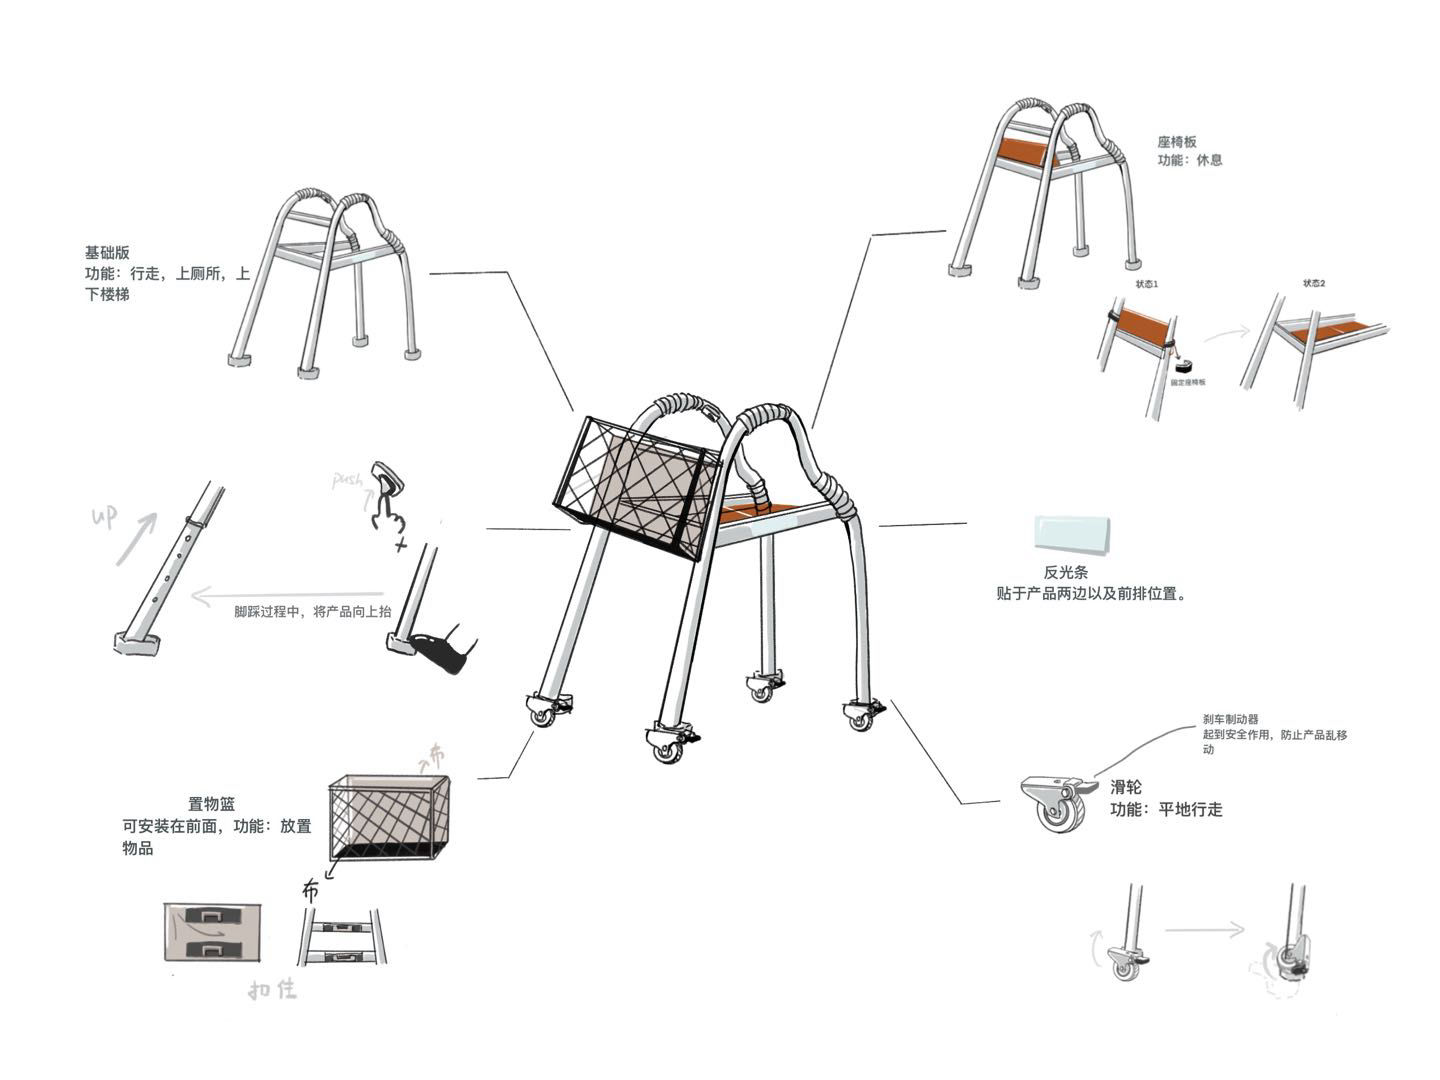 座椅板
功能：休息
基础版
功能：行走，上厕所，上
下楼梯
状态1
状态2
固定座椅板
push
up
脚踩过程中，将产品向上抬
反光条
贴于产品两边以及前排位置。
刹车制动器
起到安全作用，防止产品乱移
动
布
滑轮
功能：平地行走
置物篮
可安装在前面，功能：放置
物品
布
扣住